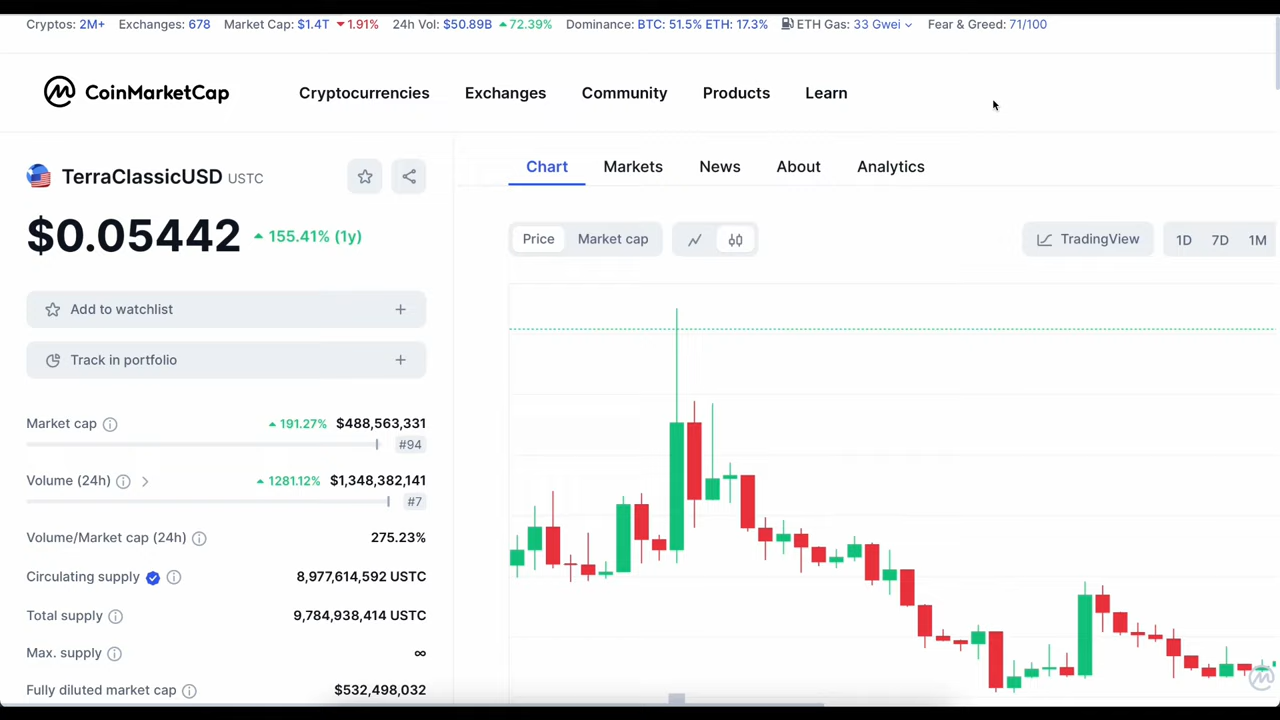 Cryptos: 2M+ Exchanges: 678 Market Cap: $1.4T 1.91% 24h Vol: $50.89B 72.39% Dominance: BTC: 51.5% ETH: 17.3% ETH Gas: 33 Gwei Fear & Greed: 71/100
CoinMarketCap Cryptocurrencies Exchanges Community Products Learn
TerraClassicUSD USTC
$0.05442 155.41% (1y)
Add to watchlist +
Track in portfolio +
Market cap 191.27% $488,563,331
#94
Volume (24h) 1281.12% $1,348,382,141
#7
Volume/Market cap (24h) 275.23%
Circulating supply 8,977,614,592 USTC
Total supply 9,784,938,414 USTC
Max. supply ∞
Fully diluted market cap $532,498,032
Chart Markets News About Analytics
Price Market cap TradingView 1D 7D 1M